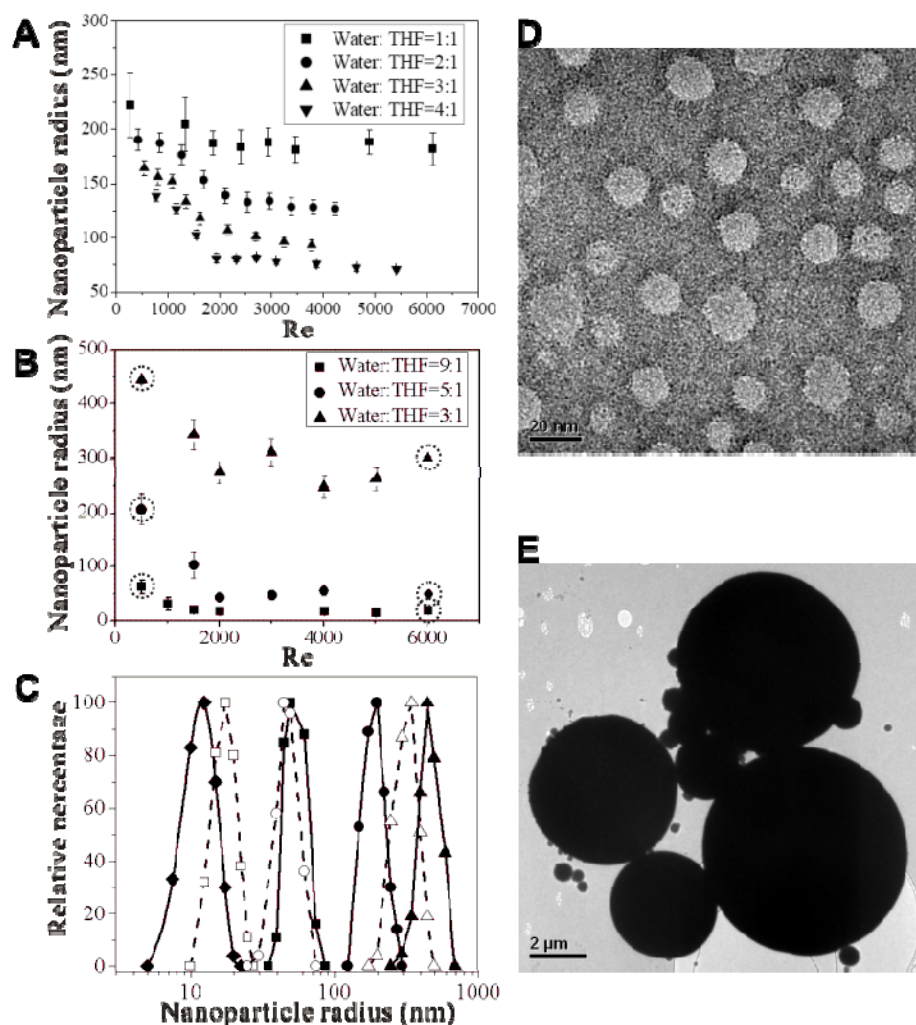 A
Nanoparticle radius (nm)
300
250
200
150
100
50
Water: THF=1:1
Water: THF=2:1
Water: THF=3:1
Water: THF=4:1
0 1000 2000 3000 4000 5000 6000 7000
Re
B
Nanoparticle radius (nm)
500
400
300
200
100
0
Water: THF=9:1
Water: THF=5:1
Water: THF=3:1
0 2000 4000 6000
Re
C
Relative nercentage
100
80
60
40
20
0
10 100 1000
Nanoparticle radius (nm)
D
20 nm
E
2 µm